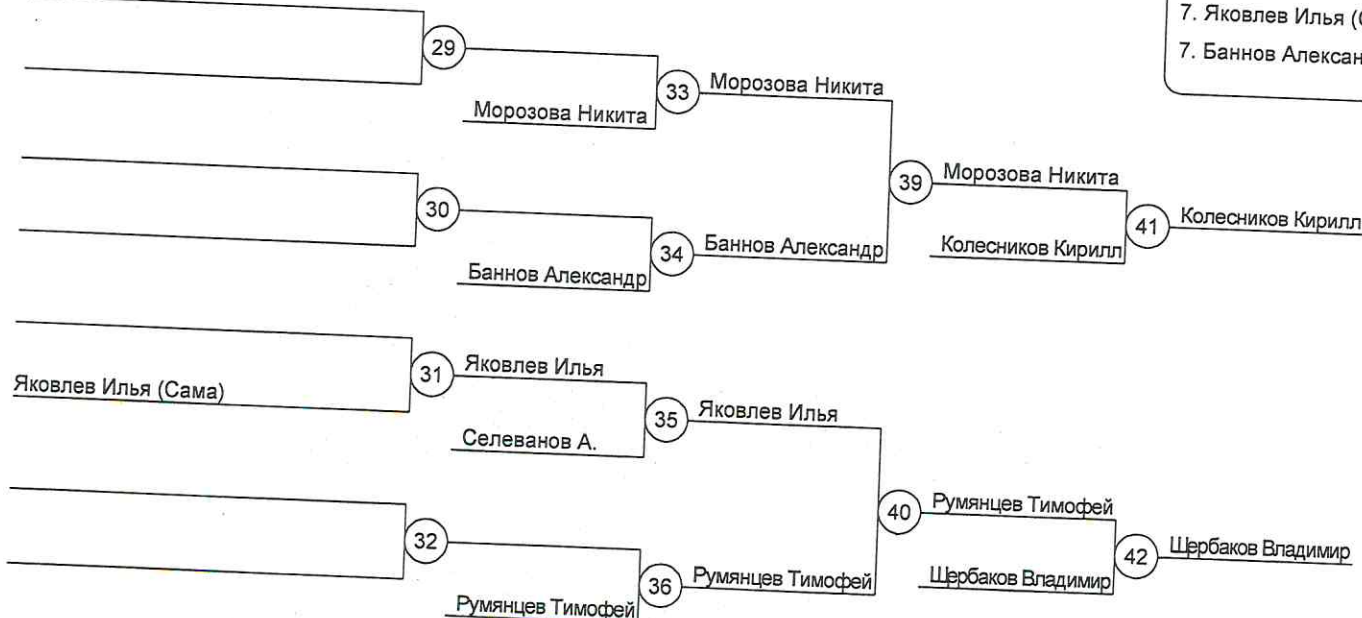 7. Яковлев Илья (
7. Баннов Алексан
29
Морозова Никита
33
Морозова Никита
30
Баннов Александр
34
Баннов Александр
39
Морозова Никита
Колесников Кирилл
41
Колесников Кирилл
Яковлев Илья (Сама)
31
Яковлев Илья
Селеванов А.
35
Яковлев Илья
32
Румянцев Тимофей
36
Румянцев Тимофей
40
Румянцев Тимофей
Щербаков Владимир
42
Щербаков Владимир